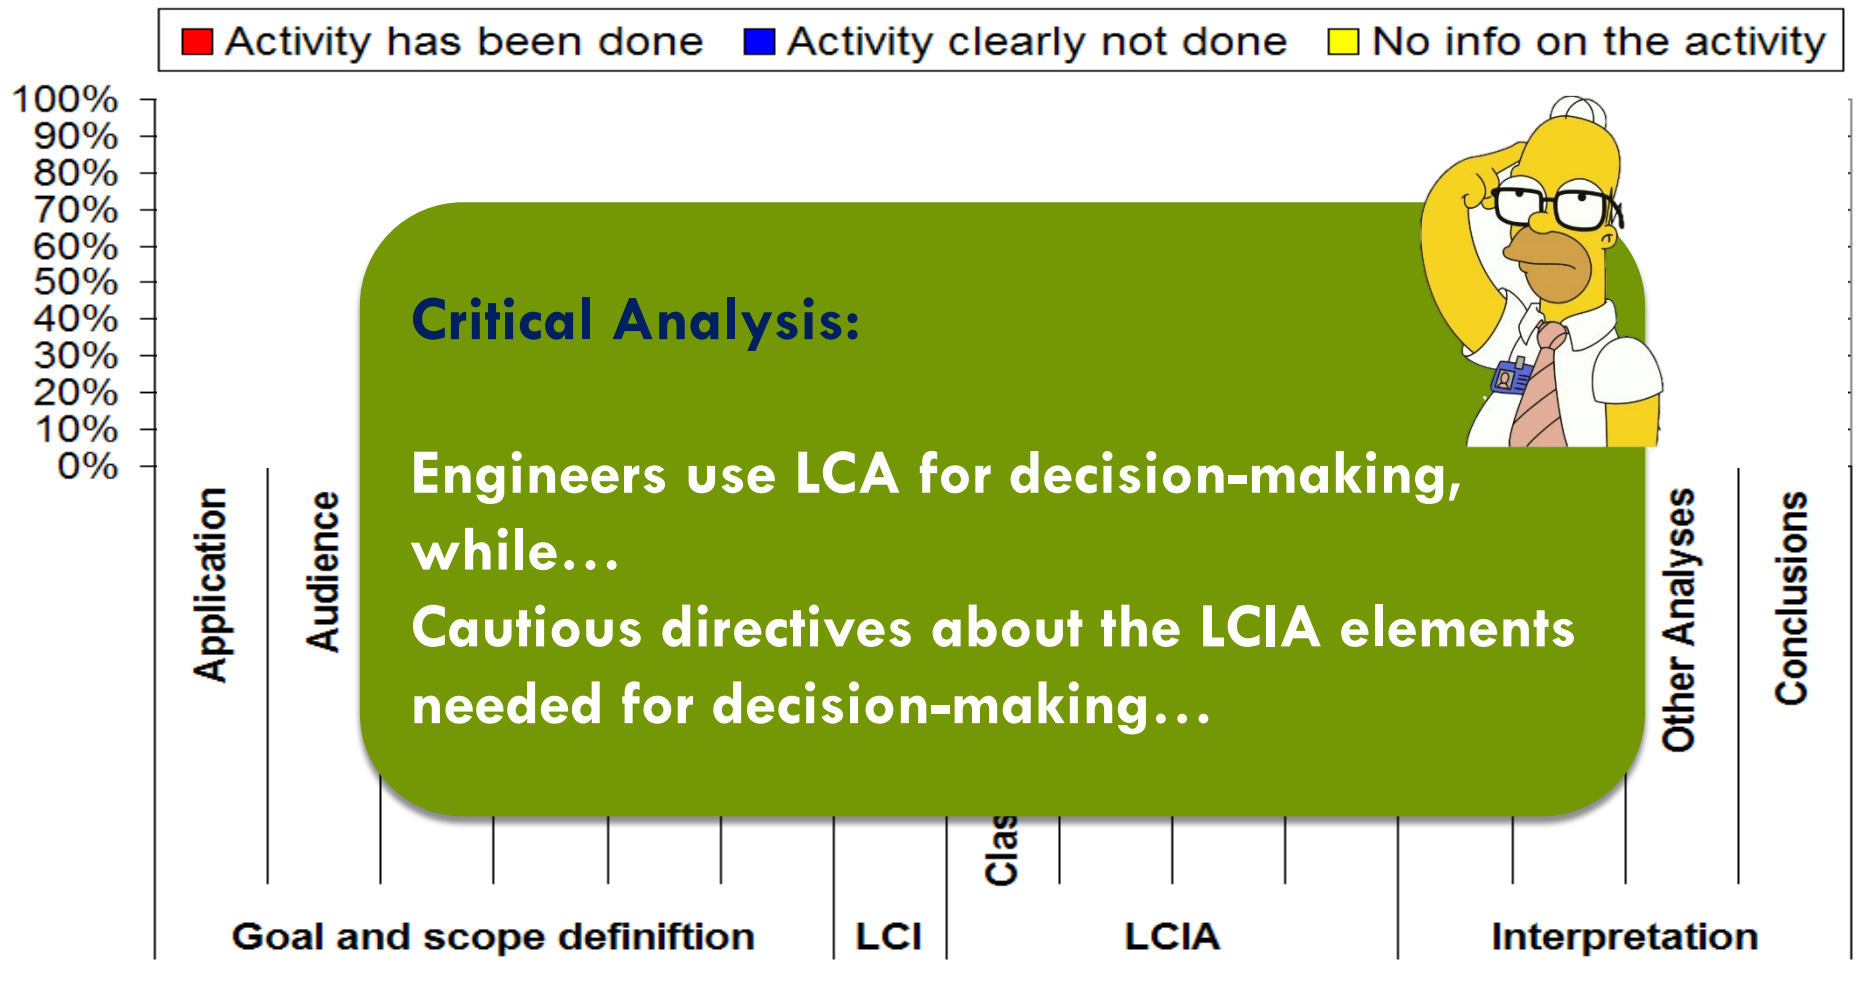 Activity has been done Activity clearly not done No info on the activity
100%
90%
80%
70%
60%
50%
40%
30%
20%
10%
0%
Critical Analysis:
Engineers use LCA for decision-making,
while…
Cautious directives about the LCIA elements
needed for decision-making…
Application
Audience
Clas
Other Analyses
Conclusions
Goal and scope definiftion
LCI
LCIA
Interpretation